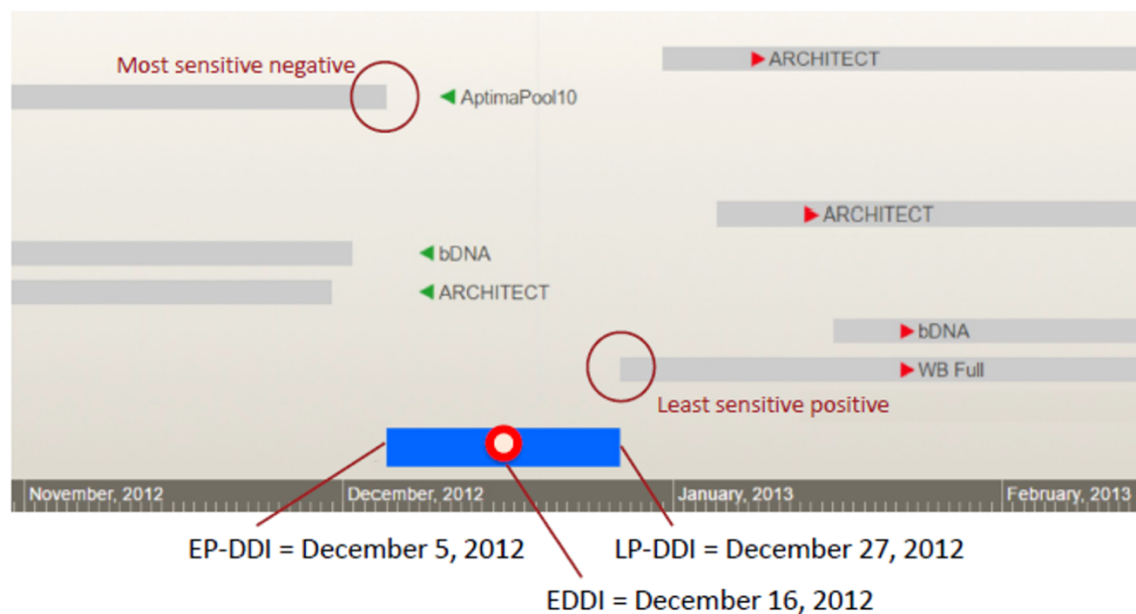 ARCHITECT
Most sensitive negative
AptimaPool10
ARCHITECT
bDNA
ARCHITECT
bDNA
WB Full
Least sensitive positive
November, 2012 December, 2012 January, 2013 February, 2013
EP-DDI = December 5, 2012 LP-DDI = December 27, 2012
EDDI = December 16, 2012